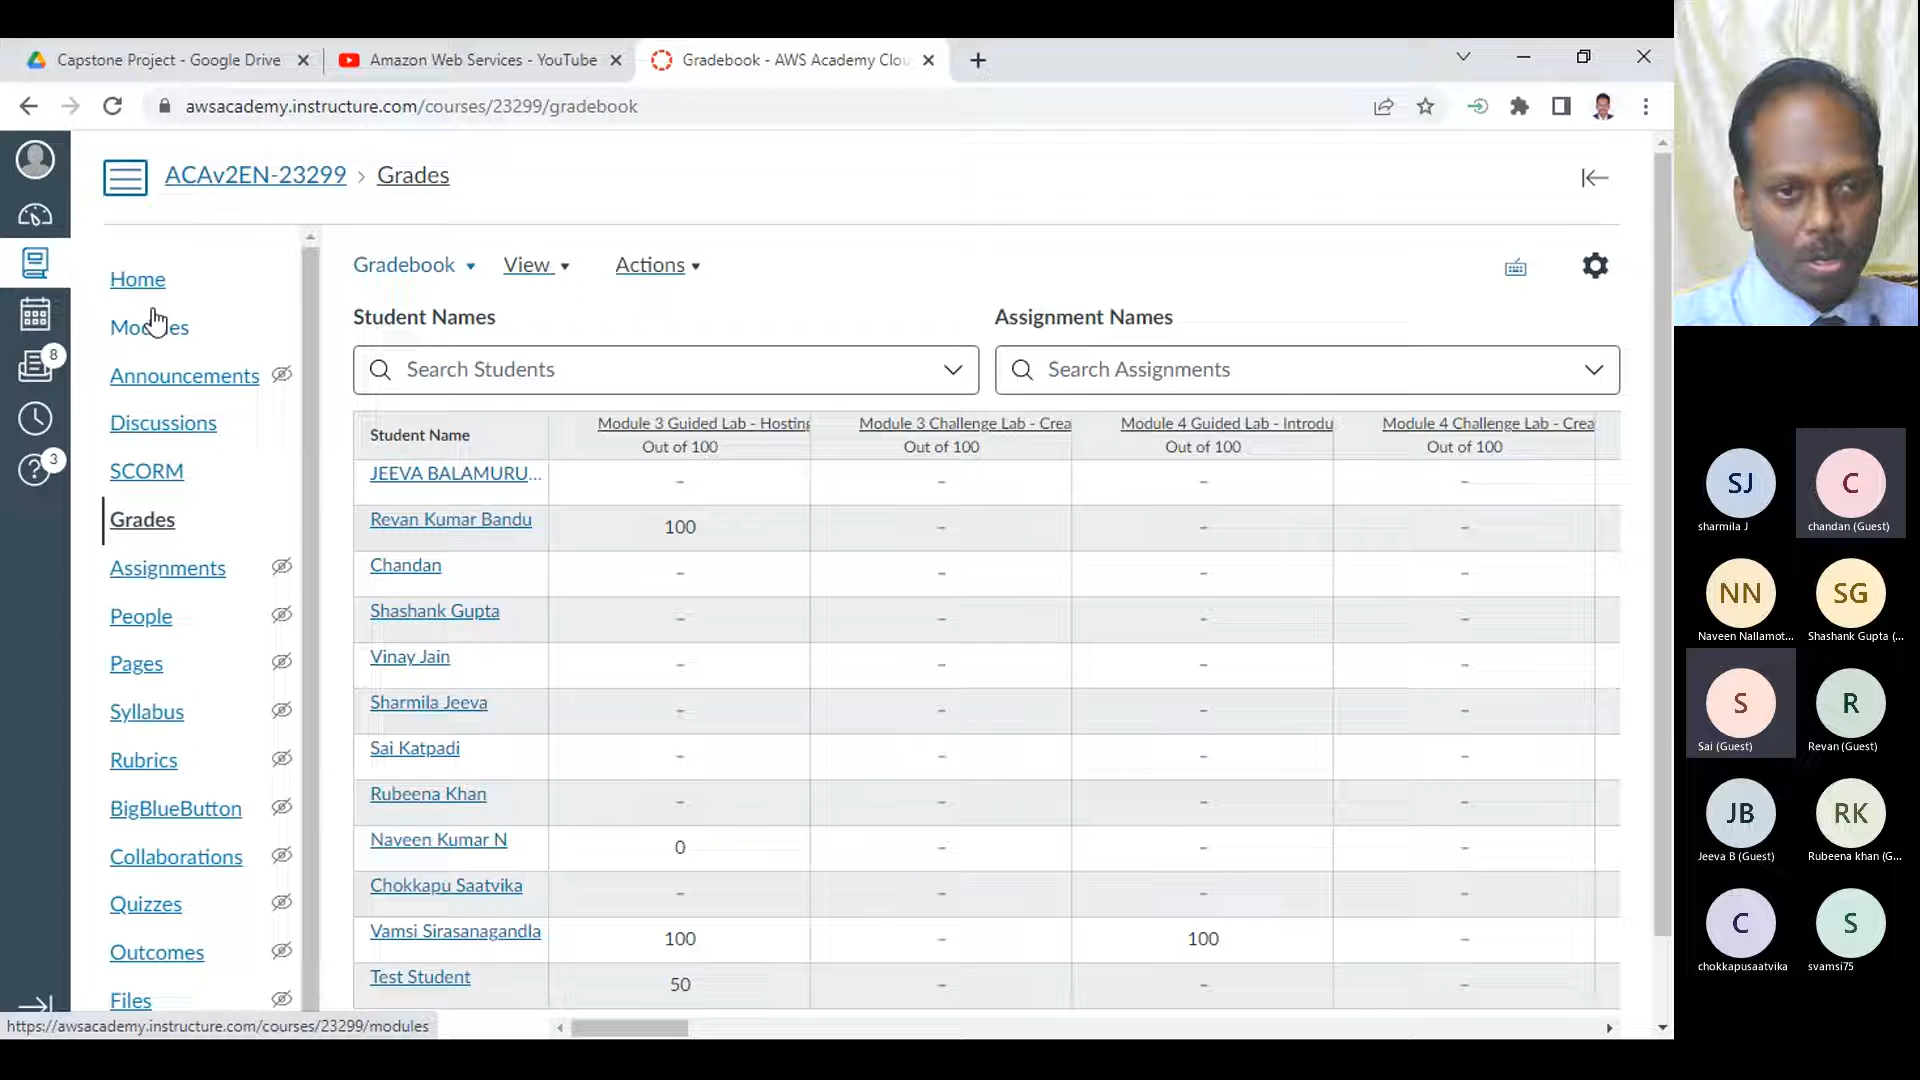 Capstone Project - Google Drive
Amazon Web Services - YouTube
Gradebook - AWS Academy Clou
awsacademy.instructure.com/courses/23299/gradebook
ACAv2EN-23299 > Grades
8
3
Home
Modules
Announcements
Discussions
SCORM
Grades
Assignments
People
Pages
Syllabus
Rubrics
BigBlueButton
Collaborations
Quizzes
Outcomes
Files
Gradebook View Actions
Student Names Assignment Names
Search Students Search Assignments
Student Name
Module 3 Guided Lab - Hosting
Out of 100
Module 3 Challenge Lab - Crea
Out of 100
Module 4 Guided Lab - Introdu
Out of 100
Module 4 Challenge Lab - Crea
Out of 100
JEEVA BALAMURU... - - - -
Revan Kumar Bandu 100 - - -
Chandan - - - -
Shashank Gupta - - - -
Vinay Jain - - - -
Sharmila Jeeva - - - -
Sai Katpadi - - - -
Rubeena Khan - - - -
Naveen Kumar N 0 - - -
Chokkapu Saatvika - - - -
Vamsi Sirasanagandla 100 - 100 -
Test Student 50 - - -
https://awsacademy.instructure.com/courses/23299/modules
SJ
sharmila J
C
chandan (Guest)
NN
Naveen Nallamot...
SG
Shashank Gupta (...
S
Sai (Guest)
R
Revan (Guest)
JB
Jeeva B (Guest)
RK
Rubeena khan (G...
C
chokkapusaatvika
S
svamsi75